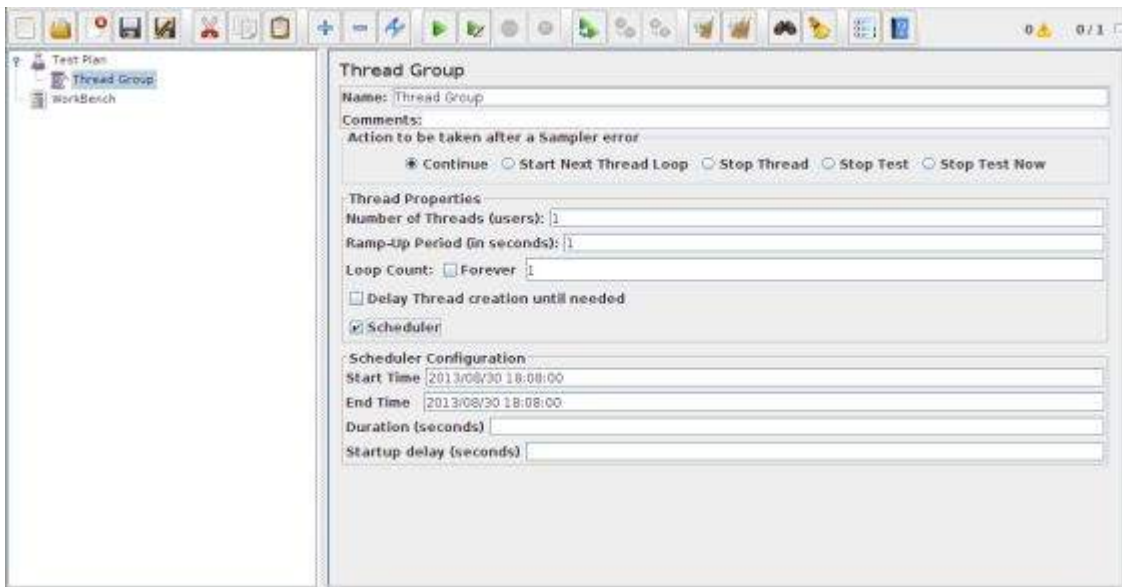 0 0 / 1
Test Plan
Thread Group
WorkBench
Thread Group
Name: Thread Group
Comments:
Action to be taken after a Sampler error
Continue Start Next Thread Loop Stop Thread Stop Test Stop Test Now
Thread Properties
Number of Threads (users): 1
Ramp-Up Period (in seconds): 1
Loop Count: Forever 1
Delay Thread creation until needed
Scheduler
Scheduler Configuration
Start Time 2013/08/30 18:08:00
End Time 2013/08/30 18:08:00
Duration (seconds)
Startup delay (seconds)